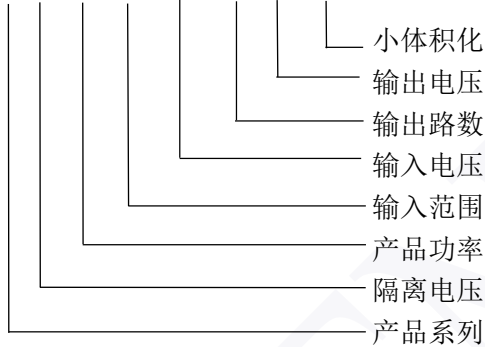 小体积化
输出电压
输出路数
输入电压
输入范围
产品功率
隔离电压
产品系列